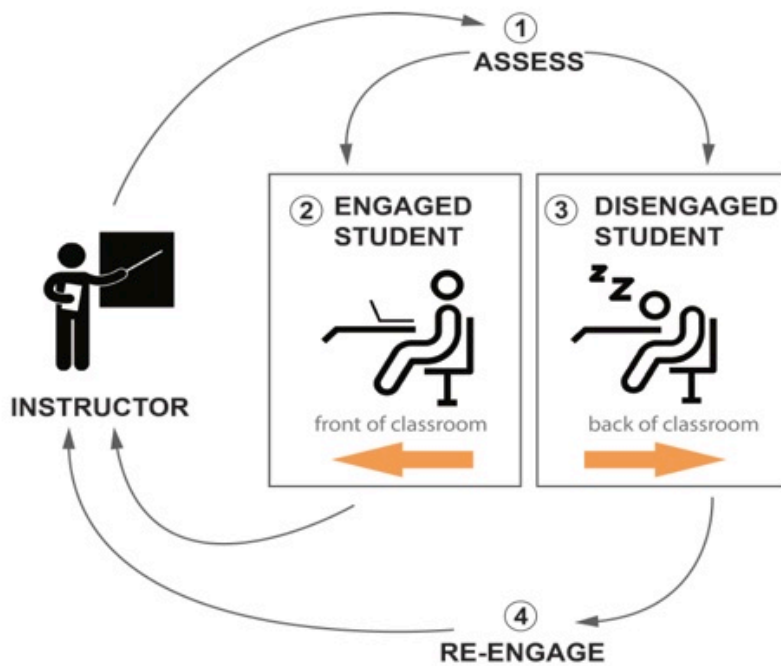 1
ASSESS
2 ENGAGED
STUDENT
front of classroom
3 DISENGAGED
STUDENT
z Z
back of classroom
INSTRUCTOR
4
RE-ENGAGE